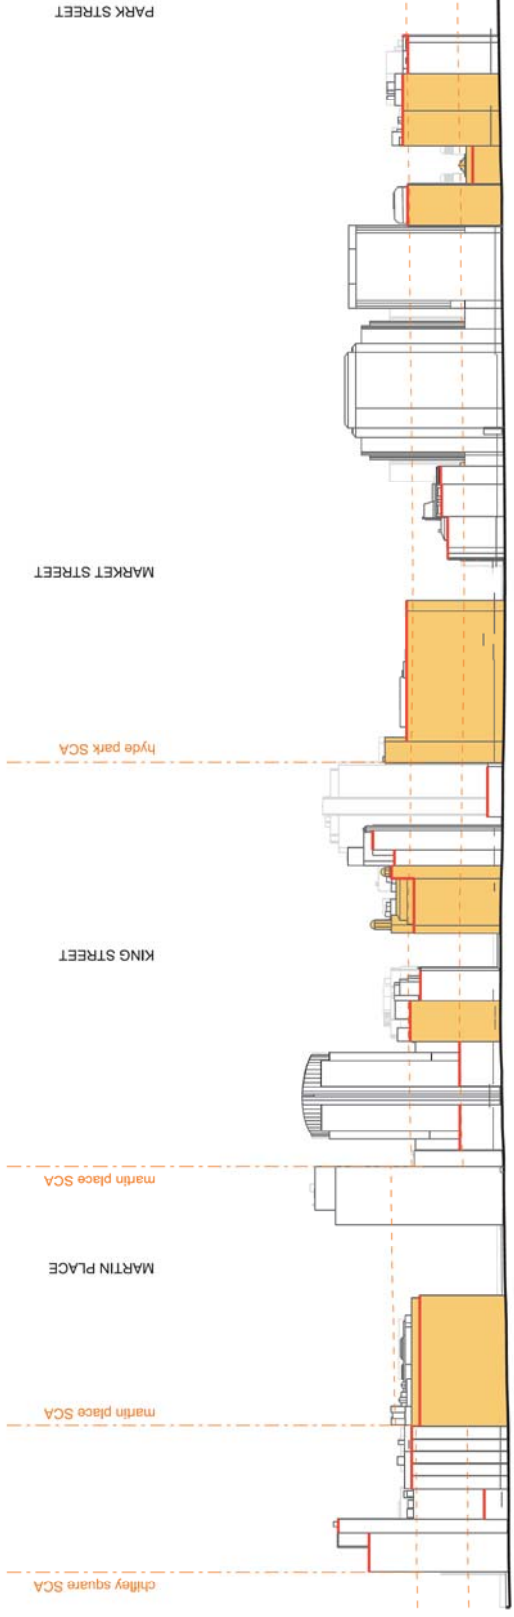 chifley square SCA
martin place SCA
MARTIN PLACE
martin place SCA
KING STREET
hyde park SCA
MARKET STREET
PARK STREET